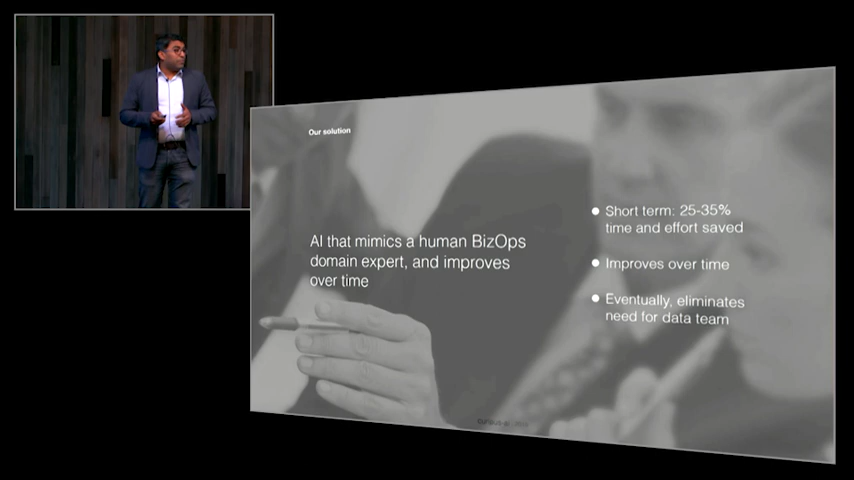 Our solution
AI that mimics a human BizOps
domain expert, and improves
over time
Short term: 25-35%
time and effort saved
Improves over time
Eventually, eliminates
need for data team